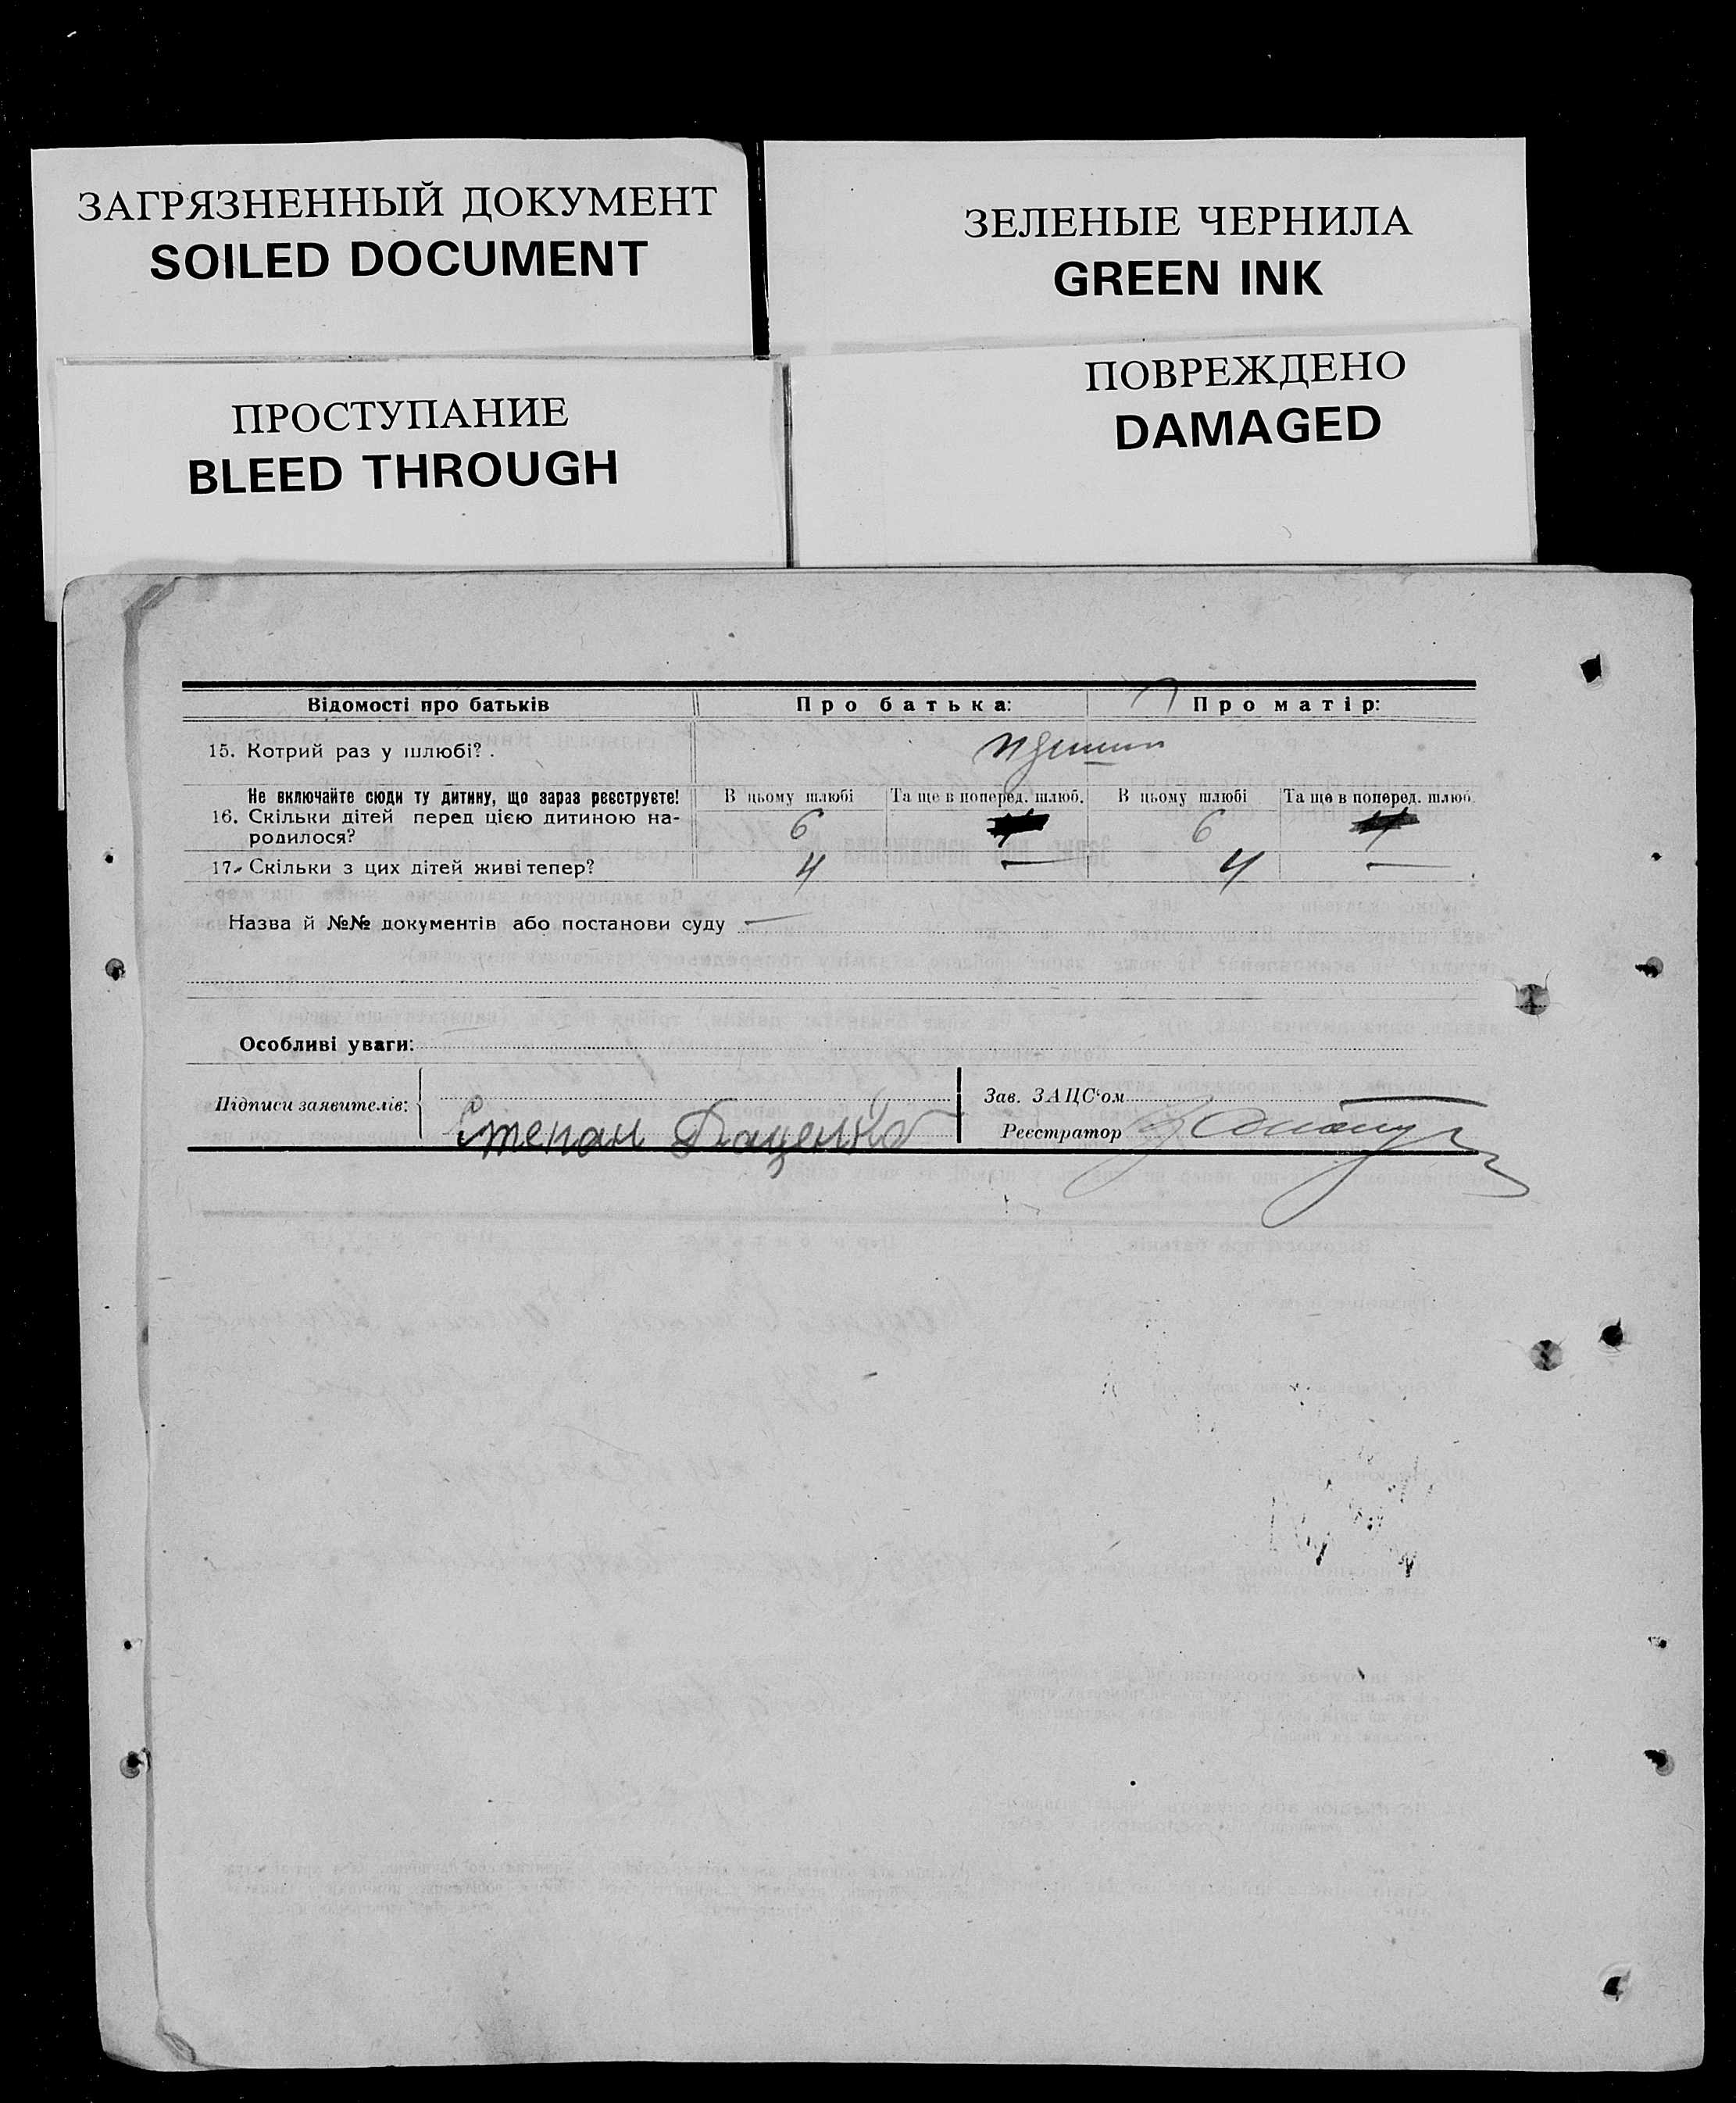 ЗАГРЯЗНЕННЫЙ ДОКУМЕНТ
SOILED DOCUMENT
ЗЕЛЕНЫЕ ЧЕРНИЛА
GREEN INK
ПРОСТУПАНИЕ
BLEED THROUGH
ПОВРЕЖДЕНО
DAMAGED
Відомості про батьків Про батька: Про матір:
15. Котрий раз у шлюбі?
Не включайте сюди ту дитину, що зараз реєструєте! В цьому шлюбі Та ще в поперед. шлюб. В цьому шлюбі Та ще в поперед. шлюб.
16. Скільки дітей перед цією дитиною на- 6 6
родилося?
17. Скільки з цих дітей живі тепер? 4 — 4 —
Назва й №№ документів або постанови суду —
Особливі уваги:
Підписи заявителів: Степан Даценко
Зав. ЗАЦС'ом —
Реєстратор